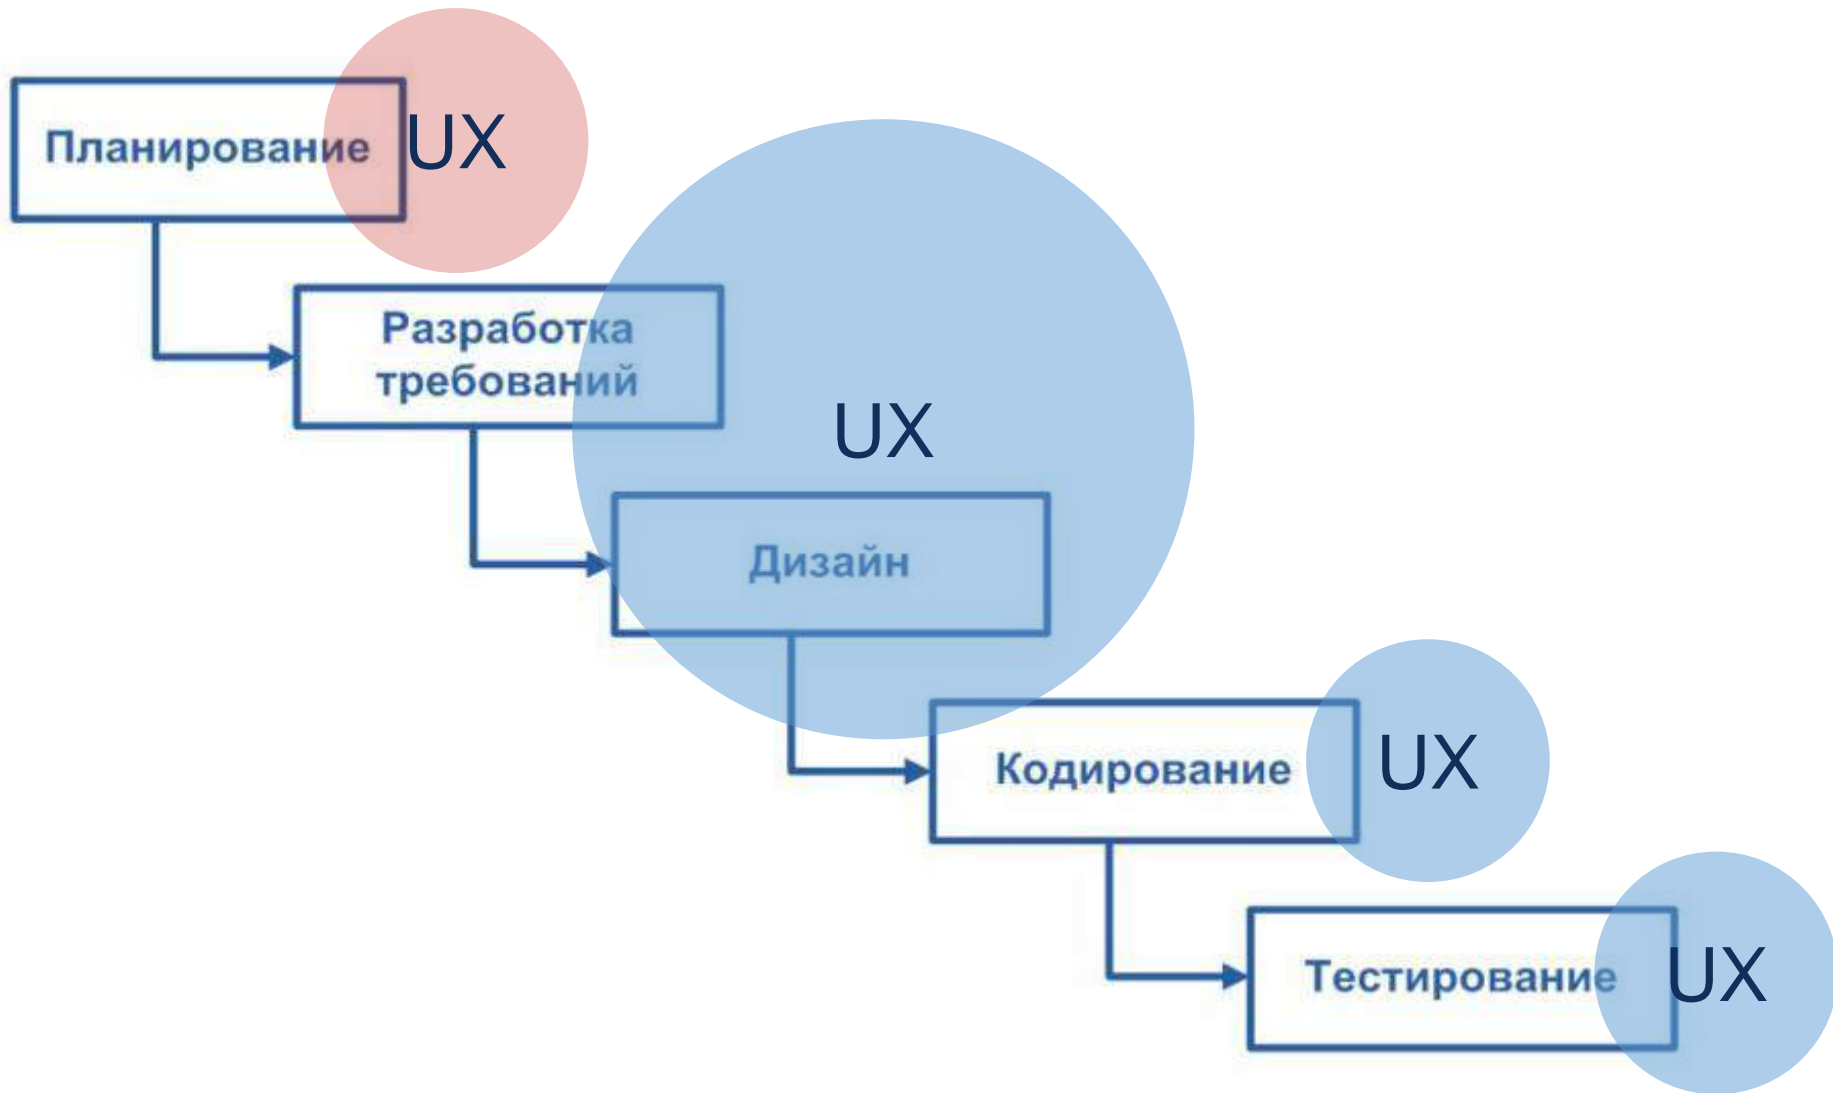 Планирование
UX
Разработка
требований
UX
Дизайн
Кодирование
UX
Тестирование
UX